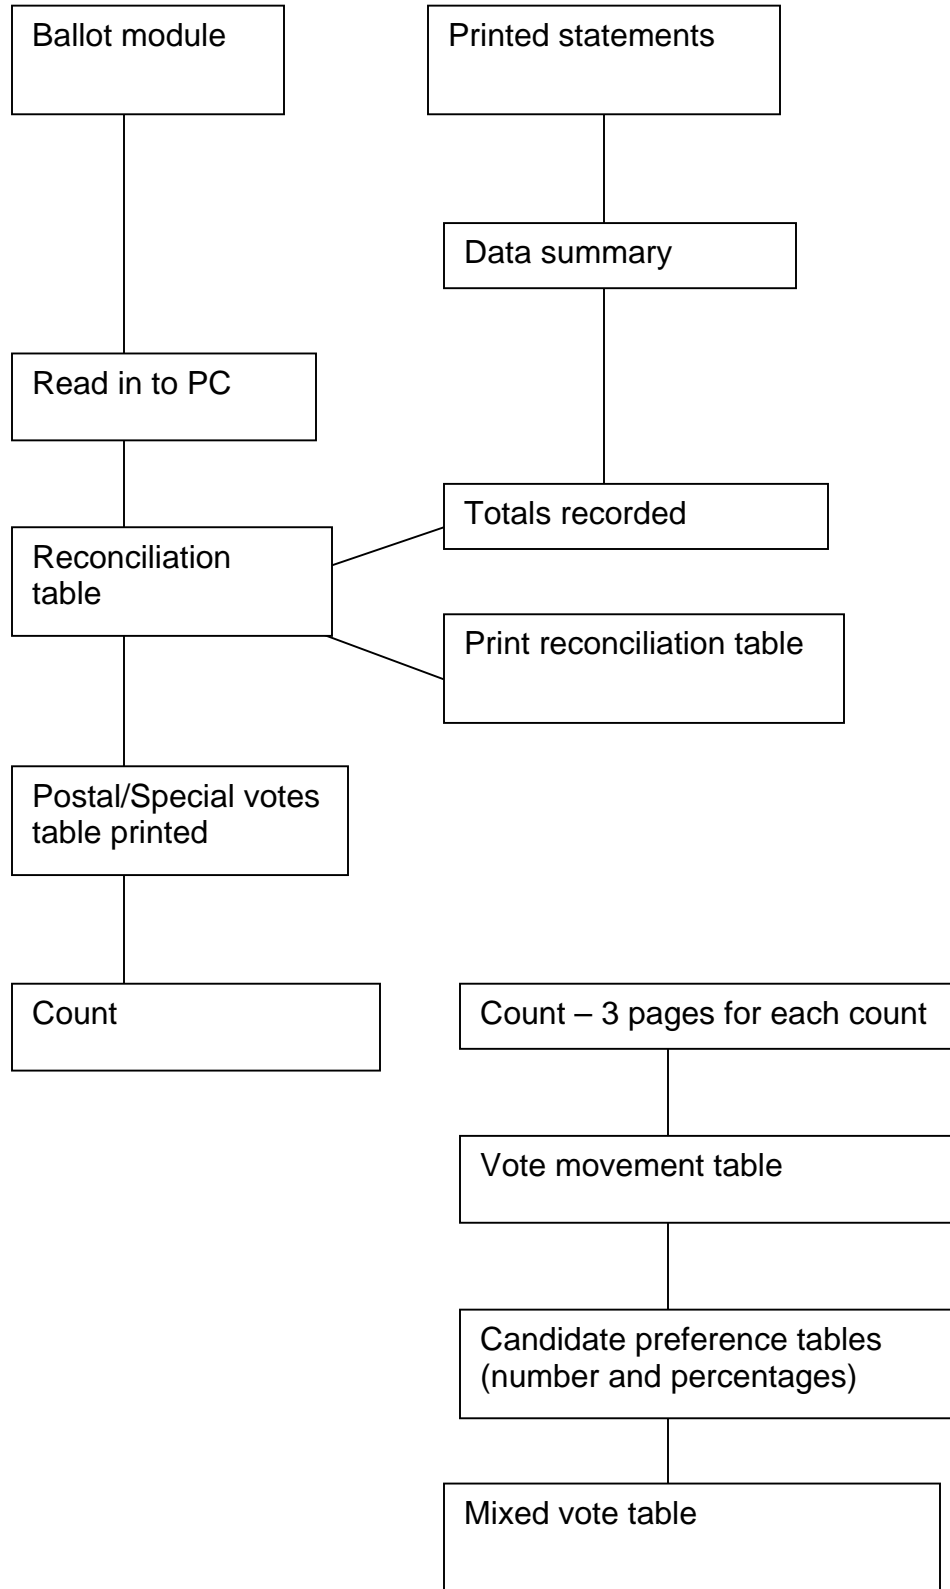 Ballot module
Printed statements
Data summary
Read in to PC
Totals recorded
Reconciliation
table
Print reconciliation table
Postal/Special votes
table printed
Count
Count – 3 pages for each count
Vote movement table
Candidate preference tables
(number and percentages)
Mixed vote table